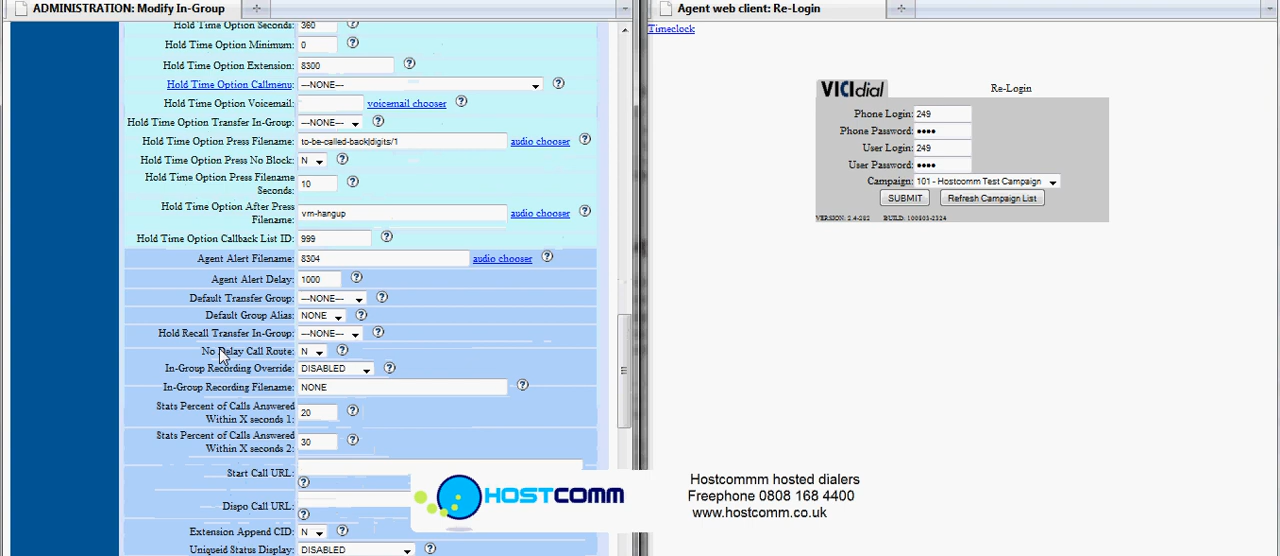 ADMINISTRATION: Modify In-Group
Agent web client: Re-Login
Hold Time Option Seconds: 360
Hold Time Option Minimum: 0
Hold Time Option Extension: 8300
Hold Time Option Callmenu: ---NONE---
Hold Time Option Voicemail: voicemail chooser
Hold Time Option Transfer In-Group: ---NONE---
Hold Time Option Press Filename: to-be-called-back|digits/1 audio chooser
Hold Time Option Press No Block: N
Hold Time Option Press Filename
Seconds: 10
Hold Time Option After Press
Filename: vm-hangup audio chooser
Hold Time Option Callback List ID: 999
Agent Alert Filename: 8304 audio chooser
Agent Alert Delay: 1000
Default Transfer Group: ---NONE---
Default Group Alias: NONE
Hold Recall Transfer In-Group: ---NONE---
No Delay Call Route: N
In-Group Recording Override: DISABLED
In-Group Recording Filename: NONE
Stats Percent of Calls Answered
Within X seconds 1: 20
Stats Percent of Calls Answered
Within X seconds 2: 30
Start Call URL:
Dispo Call URL:
Extension Append CID: N
Uniqueid Status Display: DISABLED
Timeclock
VICIdial Re-Login
Phone Login: 249
Phone Password: ••••
User Login: 249
User Password: ••••
Campaign: 101 - Hostcomm Test Campaign
SUBMIT Refresh Campaign List
VERSION: 2.4-282 BUILD: 100803-2324
HOSTCOMM
Hostcommm hosted dialers
Freephone 0808 168 4400
www.hostcomm.co.uk